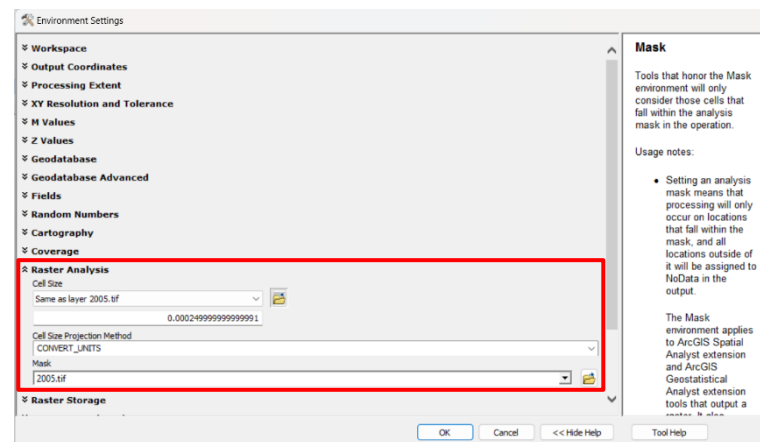 Environment Settings
Workspace
Output Coordinates
Processing Extent
XY Resolution and Tolerance
M Values
Z Values
Geodatabase
Geodatabase Advanced
Fields
Random Numbers
Cartography
Coverage
Raster Analysis
Cell Size
Same as layer 2005.tif
0.000249999999999991
Cell Size Projection Method
CONVERT_UNITS
Mask
2005.tif
Raster Storage
OK
Cancel
<< Hide Help
Tool Help
Mask
Tools that honor the Mask
environment will only
consider those cells that
fall within the analysis
mask in the operation.
Usage notes:
• Setting an analysis
mask means that
processing will only
occur on locations
that fall within the
mask, and all
locations outside of
it will be assigned to
NoData in the
output.
The Mask
environment applies
to ArcGIS Spatial
Analyst extension
and ArcGIS
Geostatistical
Analyst extension
tools that output a